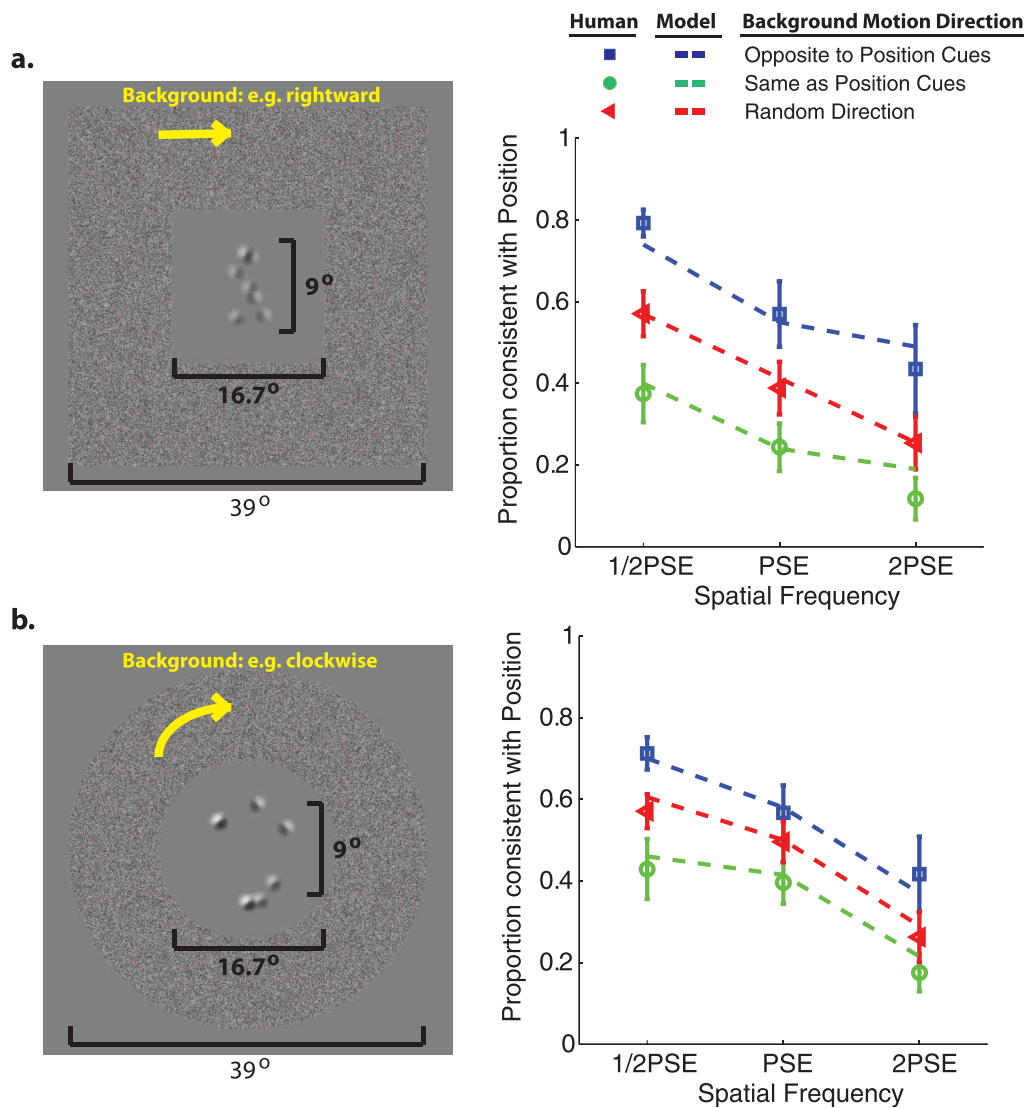 Human Model Background Motion Direction
Opposite to Position Cues
Same as Position Cues
Random Direction
a.
Background: e.g. rightward
9°
16.7°
39°
Proportion consistent with Position
1
0.8
0.6
0.4
0.2
0
1/2PSE PSE 2PSE
Spatial Frequency
b.
Background: e.g. clockwise
9°
16.7°
39°
Proportion consistent with Position
1
0.8
0.6
0.4
0.2
0
1/2PSE PSE 2PSE
Spatial Frequency